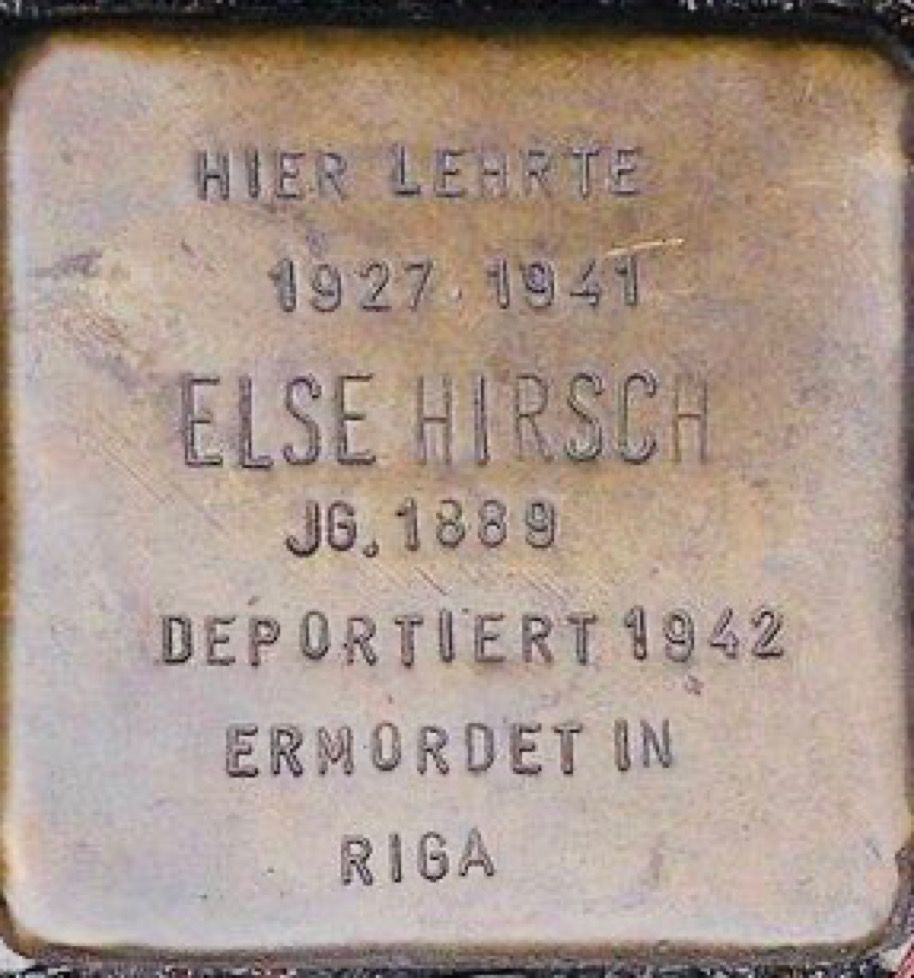 HIER LEHRTE
1927 - 1941
ELSE HIRSCH
JG. 1889
DEPORTIERT 1942
ERMORDET IN
RIGA